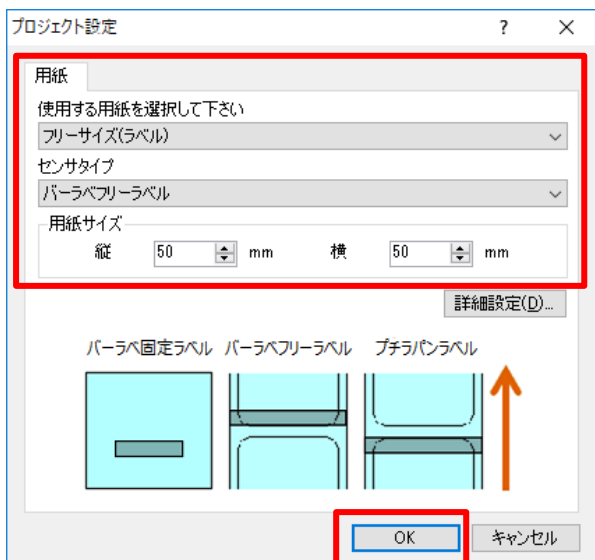 プロジェクト設定 ?
用紙
使用する用紙を選択して下さい
フリーサイズ(ラベル)
センサタイプ
バーラベフリーラベル
用紙サイズ
縦 50 mm 横 50 mm
詳細設定(D)...
バーラベ固定ラベル バーラベフリーラベル プチラパンラベル
OK キャンセル